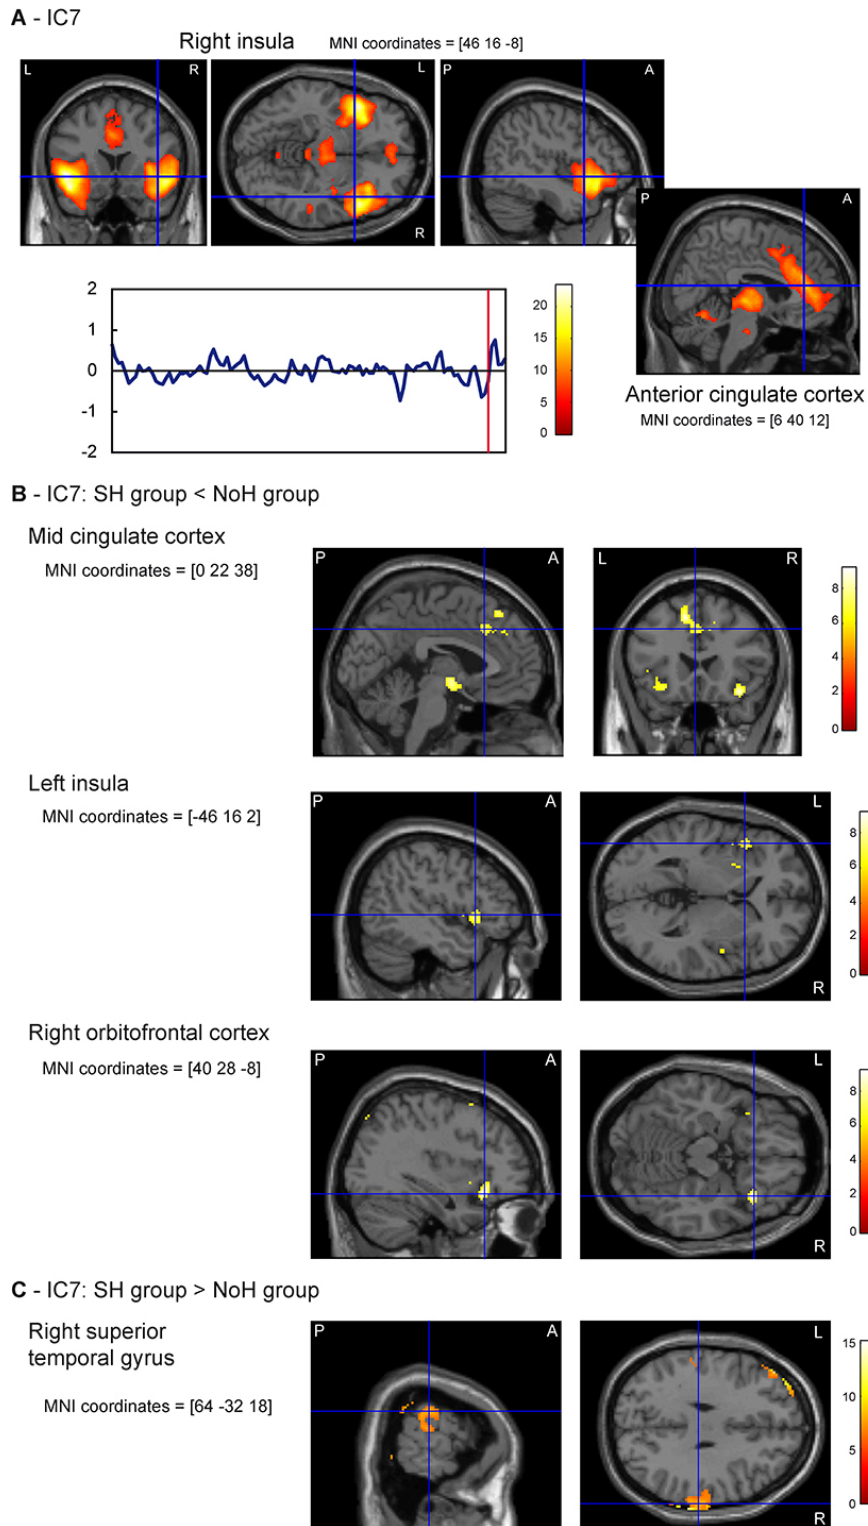 A - IC7
Right insula MNI coordinates = [46 16 -8]
L R
L
R
P A
P A
2
1
0
-1
-2
20
15
10
5
0
Anterior cingulate cortex
MNI coordinates = [6 40 12]
B - IC7: SH group < NoH group
Mid cingulate cortex
MNI coordinates = [0 22 38]
P A
L R
8
6
4
2
0
Left insula
MNI coordinates = [-46 16 2]
P A
L
R
8
6
4
2
0
Right orbitofrontal cortex
MNI coordinates = [40 28 -8]
P A
L
R
8
6
4
2
0
C - IC7: SH group > NoH group
Right superior
temporal gyrus
MNI coordinates = [64 -32 18]
P A
L
R
15
10
5
0